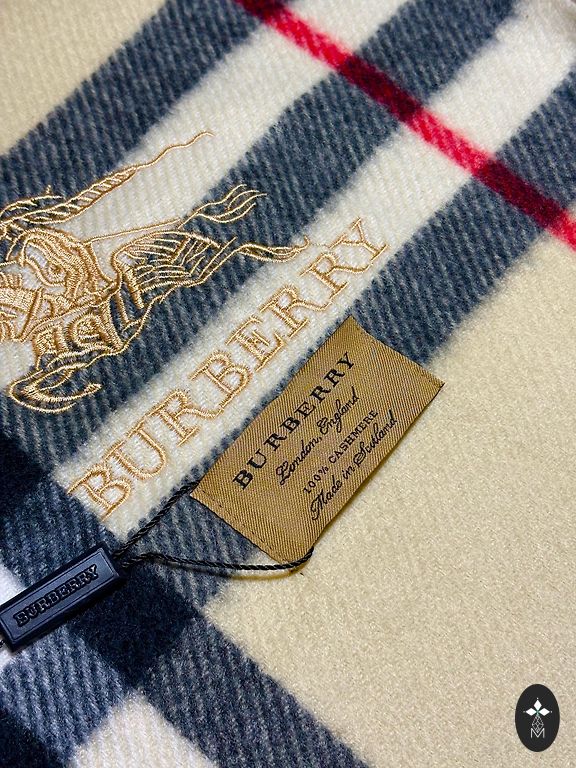 BURBERRY
BURBERRY
London, England
100% CASHMERE
Made in Scotland
BURBERRY
M